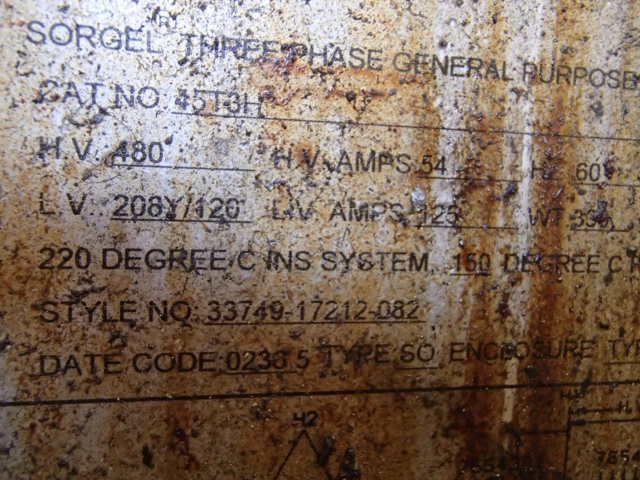 SORGEL (R) THREE PHASE GENERAL PURPOSE
CAT. NO. 45T3H
H.V. 480 H.V. AMPS. 54 HZ 60
L.V. 208Y/120 L.V. AMPS. 125 WT.
220 DEGREE C INS SYSTEM, 150 DEGREE C
STYLE NO. 33749-17212-082
DATE CODE 5 TYPE SO ENCLOSURE
H2